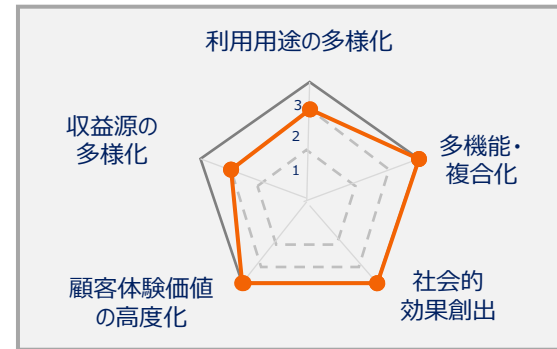 利用用途の多様化
3
2
1
収益源の
多様化
多機能・
複合化
顧客体験価値
の高度化
社会的
効果創出